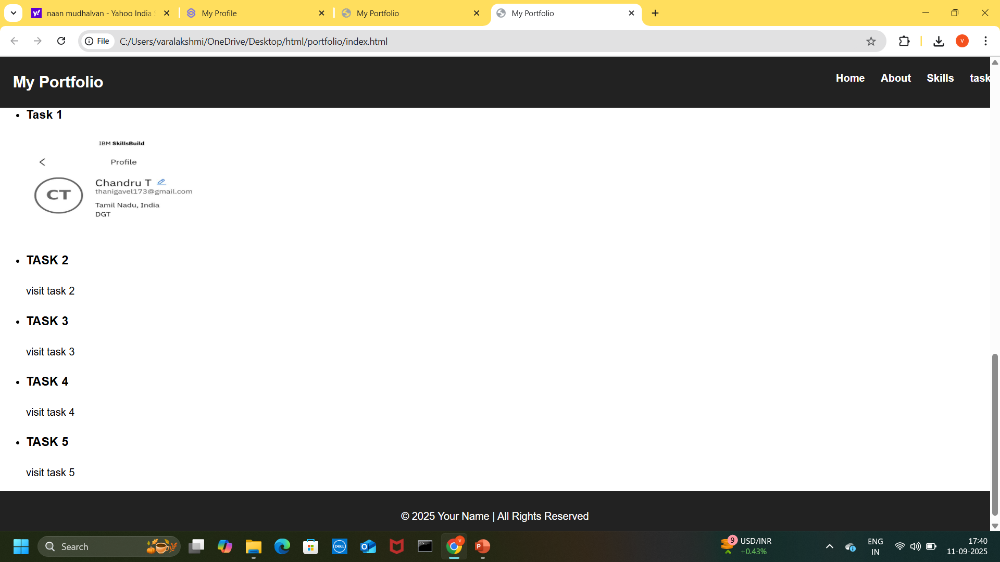 naan mudhalvan - Yahoo India
My Profile
My Portfolio
My Portfolio
File
C:/Users/varalakshmi/OneDrive/Desktop/html/portfolio/index.html
V
My Portfolio
Home
About
Skills
task
Task 1
IBM SkillsBuild
Profile
CT
Chandru T
thanigavel173@gmail.com
Tamil Nadu, India
DGT
TASK 2
visit task 2
TASK 3
visit task 3
TASK 4
visit task 4
TASK 5
visit task 5
© 2025 Your Name | All Rights Reserved
Search
DELL
V
P
9
USD/INR
+0.43%
ENG
IN
17:40
11-09-2025